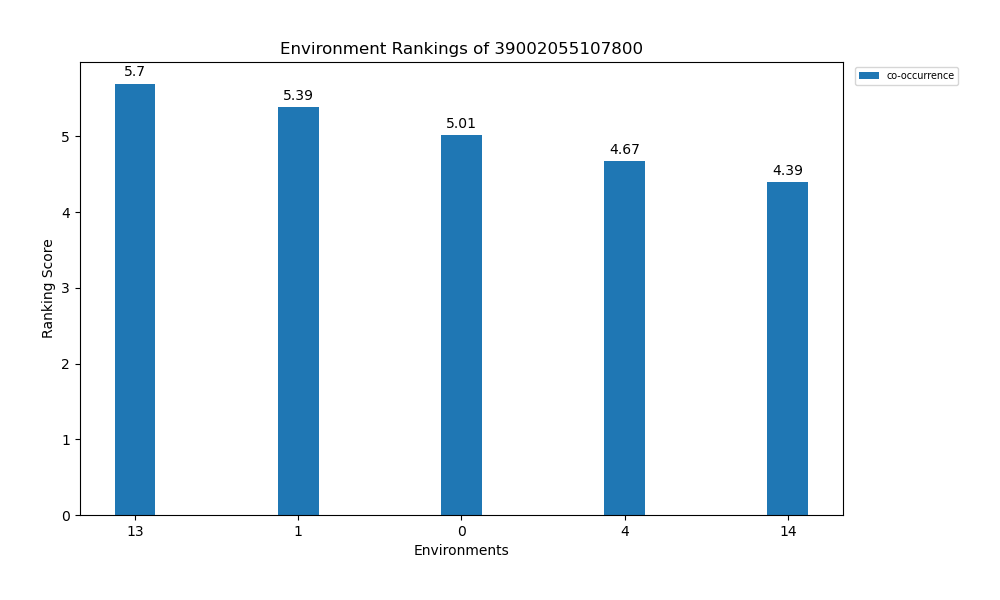 Environment Rankings of 39002055107800
co-occurrence
5.7
5.39
5.01
4.67
4.39
Ranking Score
5
4
3
2
1
0
13 1 0 4 14
Environments